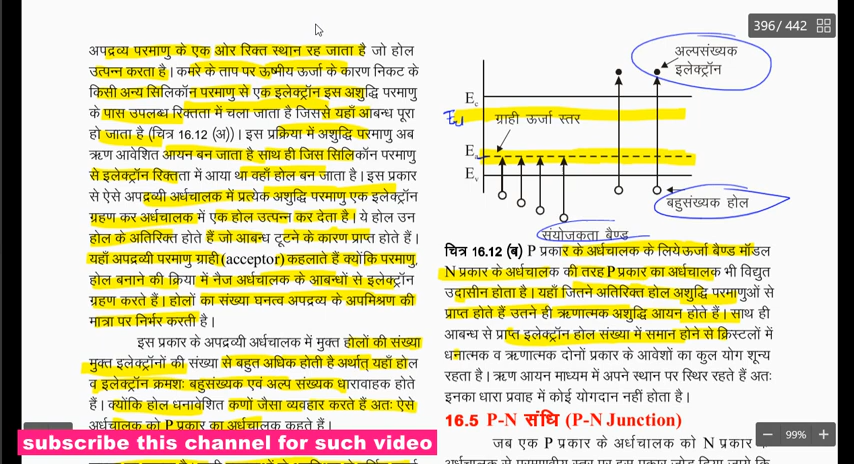 अपद्रव्य परमाणु के एक ओर रिक्त स्थान रह जाता है जो होल
उत्पन्न करता है। कमरे के ताप पर ऊष्मीय ऊर्जा के कारण निकट के
किसी अन्य सिलिकॉन परमाणु से एक इलेक्ट्रॉन इस अशुद्धि परमाणु
के पास उपलब्ध रिक्तता में चला जाता है जिससे यहाँ आबन्ध पूरा
हो जाता है (चित्र 16.12 (अ))। इस प्रक्रिया में अशुद्धि परमाणु अब
ऋण आवेशित आयन बन जाता है साथ ही जिस सिलिकॉन परमाणु
से इलेक्ट्रॉन रिक्तता में आया था वहाँ होल बन जाता है। इस प्रकार
से ऐसे अपद्रव्यी अर्धचालक में प्रत्येक अशुद्धि परमाणु एक इलेक्ट्रॉन
ग्रहण कर अर्धचालक में एक होल उत्पन्न कर देता है। ये होल उन
होल के अतिरिक्त होते हैं जो आबन्ध टूटने के कारण प्राप्त होते हैं।
यहाँ अपद्रव्यी परमाणु ग्राही (acceptor) कहलाते हैं क्योंकि परमाणु,
होल बनाने की क्रिया में नैज अर्धचालक के आबन्धों से इलेक्ट्रॉन
ग्रहण करते हैं। होलों का संख्या घनत्व अपद्रव्य के अपमिश्रण की
मात्रा पर निर्भर करती है।
इस प्रकार के अपद्रव्यी अर्धचालक में मुक्त होलों की संख्या
मुक्त इलेक्ट्रॉनों की संख्या से बहुत अधिक होती है अर्थात् यहाँ होल
व इलेक्ट्रॉन क्रमशः बहुसंख्यक एवं अल्प संख्यक धारावाहक होते
हैं। क्योंकि होल धनावेशित कणों जैसा व्यवहार करते हैं अतः ऐसे
अर्धचालक को P प्रकार का अर्धचालक कहते हैं।
subscribe this channel for such video
396 / 442
अल्पसंख्यक
इलेक्ट्रॉन
E_c
ग्राही ऊर्जा स्तर
E_a
E_v
बहुसंख्यक होल
संयोजकता बैण्ड
चित्र 16.12 (ब) P प्रकार के अर्धचालक के लिये ऊर्जा बैण्ड मॉडल
N प्रकार के अर्धचालक की तरह P प्रकार का अर्धचालक भी विद्युत
उदासीन होता है। यहाँ जितने अतिरिक्त होल अशुद्धि परमाणुओं से
प्राप्त होते हैं उतने ही ऋणात्मक अशुद्धि आयन होते हैं। साथ ही
आबन्ध से प्राप्त इलेक्ट्रॉन होल संख्या में समान होने से क्रिस्टलों में
धनात्मक व ऋणात्मक दोनों प्रकार के आवेशों का कुल योग शून्य
रहता है। ऋण आयन माध्यम में अपने स्थान पर स्थिर रहते हैं अतः
इनका धारा प्रवाह में कोई योगदान नहीं होता है।
16.5 P-N संधि (P-N Junction)
जब एक P प्रकार के अर्धचालक को N प्रकार
99%